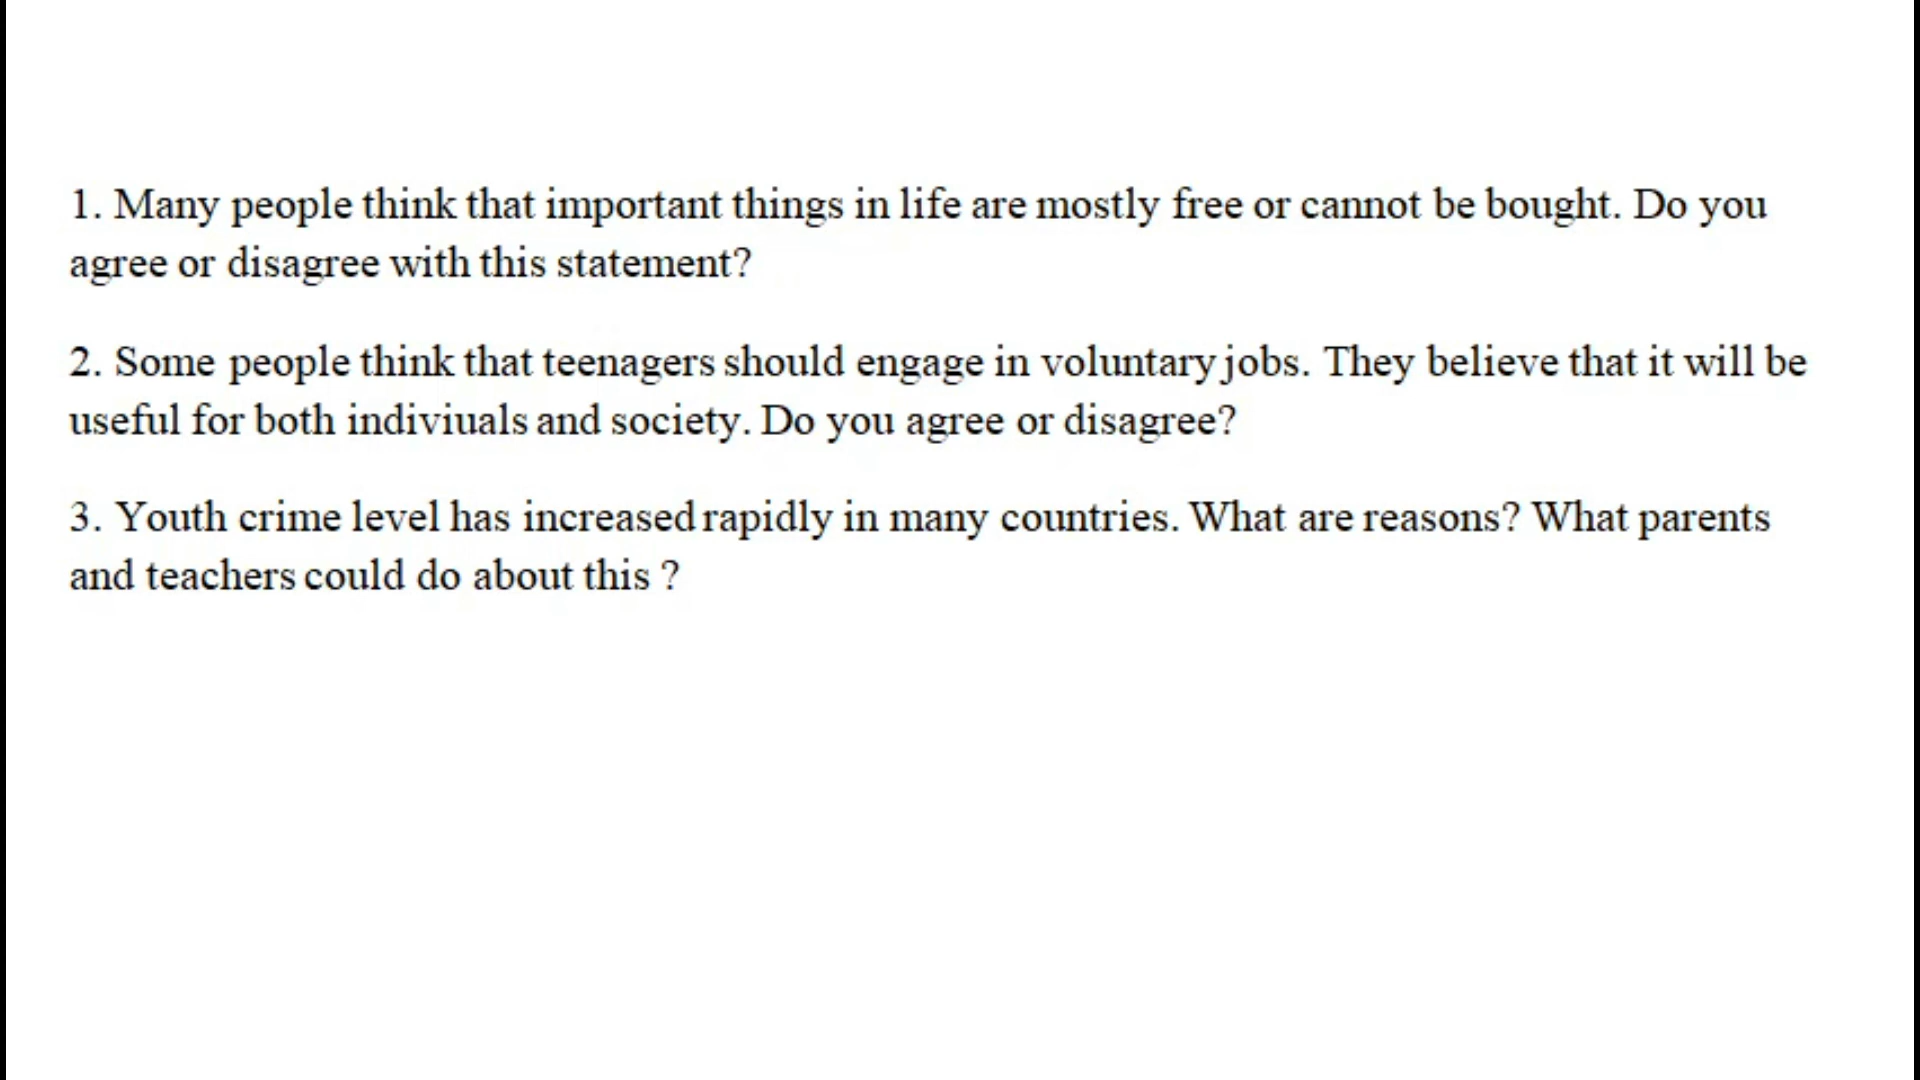 1. Many people think that important things in life are mostly free or cannot be bought. Do you
agree or disagree with this statement?
2. Some people think that teenagers should engage in voluntary jobs. They believe that it will be
useful for both indiviuals and society. Do you agree or disagree?
3. Youth crime level has increased rapidly in many countries. What are reasons? What parents
and teachers could do about this ?